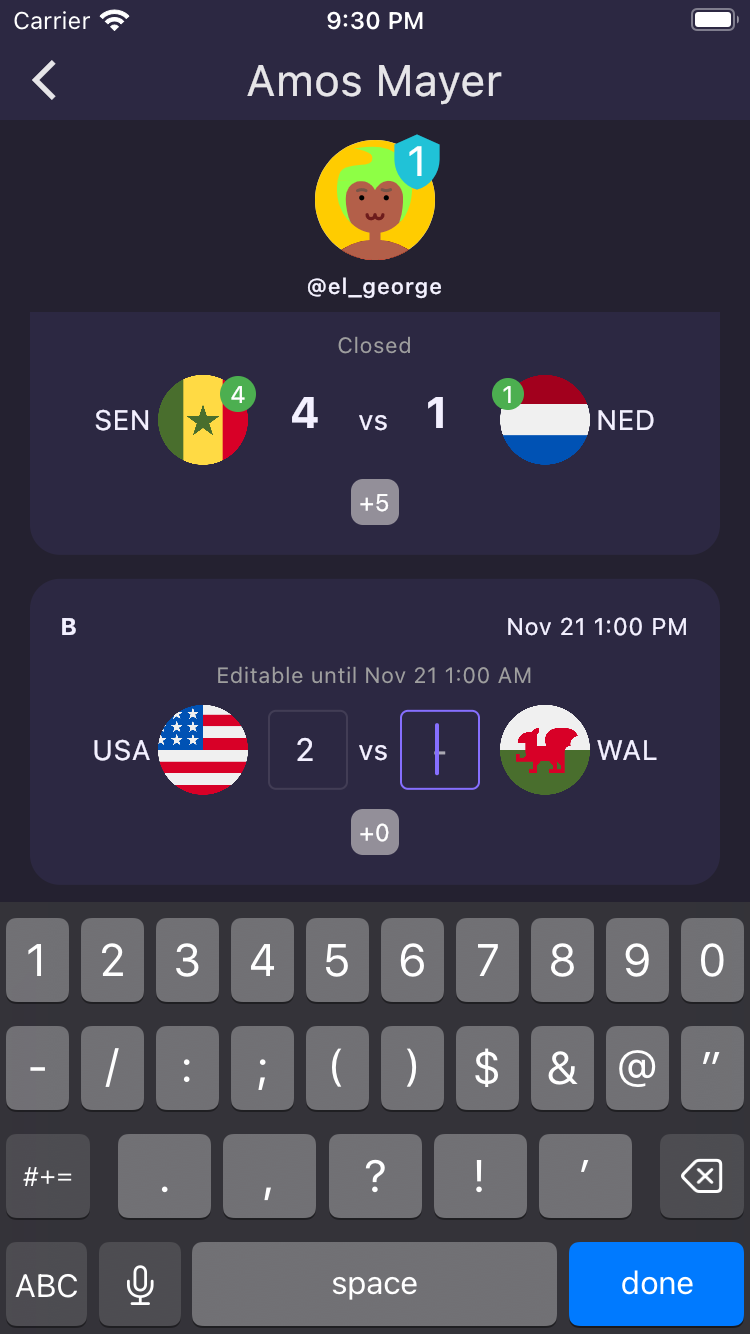 Carrier 9:30 PM
Amos Mayer
1
@el_george
Closed
SEN 4 4 vs 1 1 NED
+5
B Nov 21 1:00 PM
Editable until Nov 21 1:00 AM
USA 2 vs - WAL
+0
1 2 3 4 5 6 7 8 9 0
- / : ; ( ) $ & @ "
#+= . , ? ! '
ABC space done